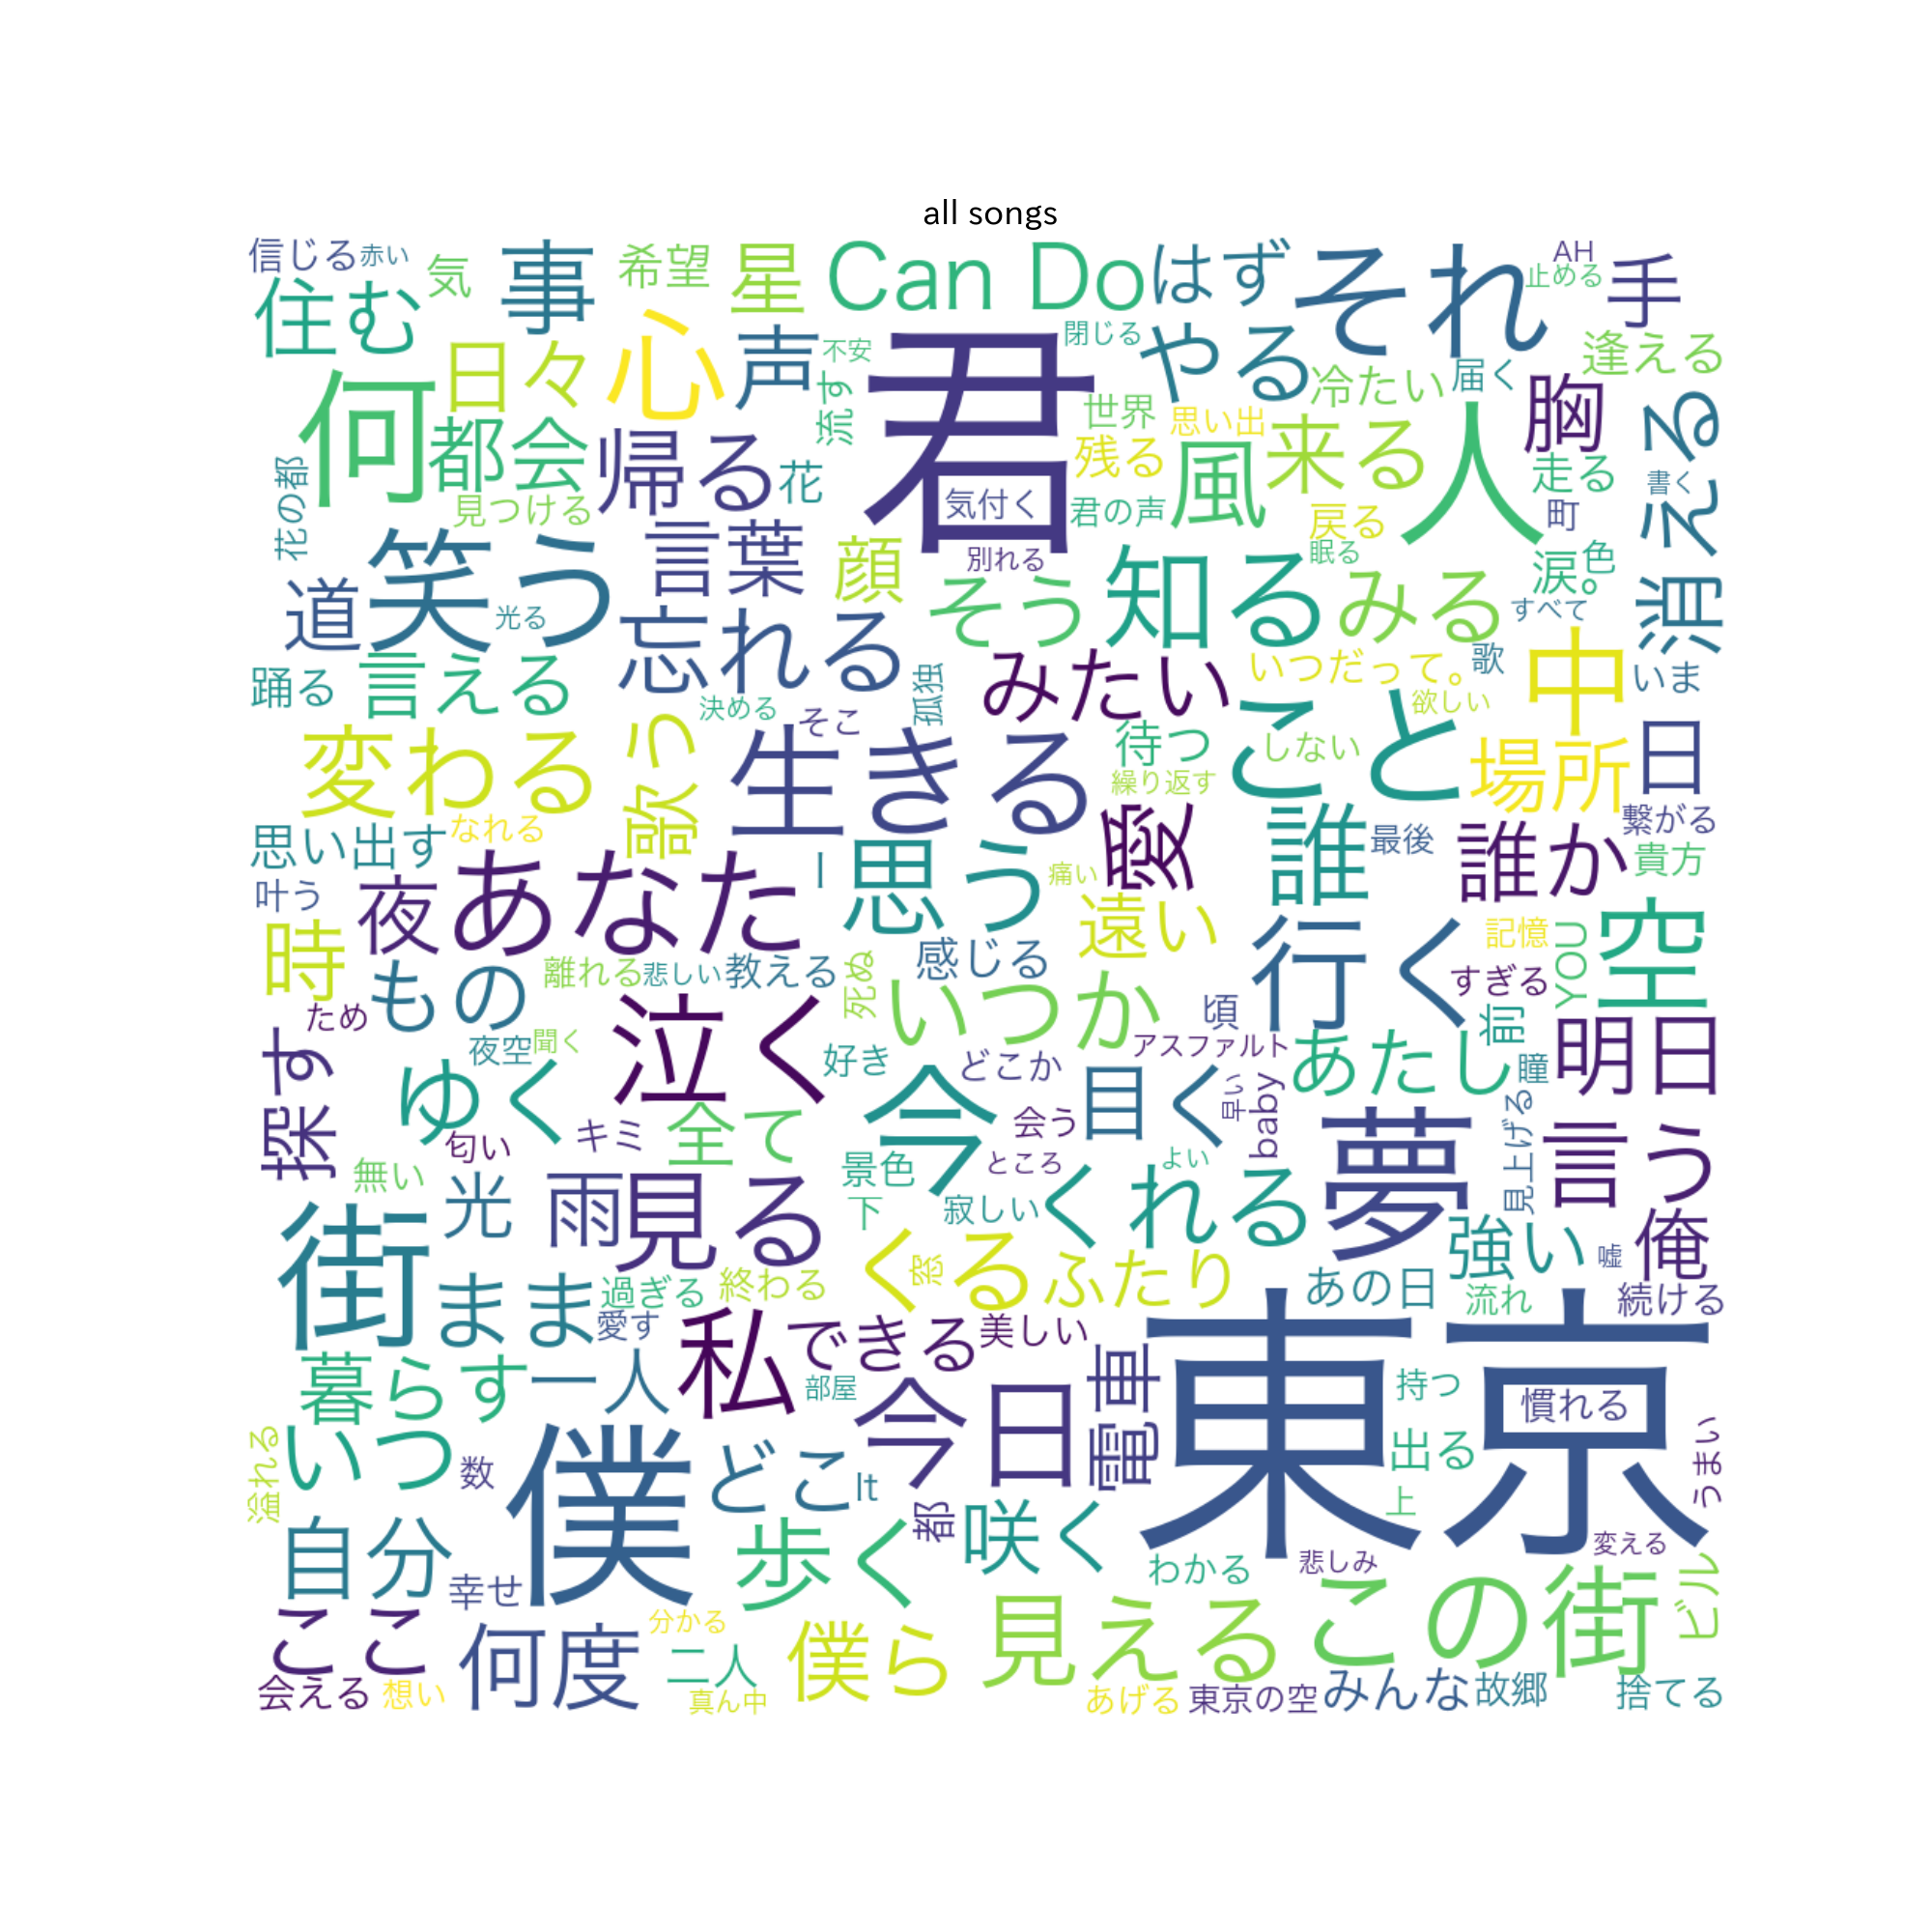 all songs
信じる
赤い
気
事
希望
星
Can Do
はず
それ
AH
止める
手
住む
日々
心
声
不安
君
閉じる
やる
冷たい
届く
逢える
何
都会
帰る
花
流す
世界
思い出
残る
風
来る
人
胸
走る
消える
書く
花の都
見つける
気付く
君の声
戻る
町
道
笑う
光る
言葉
顔
別れる
そう
知る
眠る
みる
涙。
色
すべて
忘れる
踊る
言える
決める
そこ
孤独
みたい
いつだって。
歌
欲しい
中
いま
変わる
歌う
生きる
待つ
しない
繰り返す
こと
場所
日
繋がる
思い出す
なれる
叶う
夜
あなた
ー
思う
痛い
愛
誰
最後
誰か
貴方
時
もの
離れる
悲しい
教える
死ぬ
感じる
遠い
いつか
行く
記憶
すぎる
YOU
空
ため
探す
夜空
聞く
泣く
好き
どこか
頃
アスファルト
あたし
前
瞳
明日
ゆく
匂い
キミ
全て
今
会う
目
く
早い
baby
夢
見上げる
言う
無い
光
雨
見る
景色
ところ
よい
下
寂しい
くれる
強い
嘘
俺
街
まま
過ぎる
愛す
終わる
くる
窓
ふたり
あの日
流れ
続ける
暮らす
一人
私
できる
美しい
部屋
今日
電車
東京
持つ
慣れる
出る
上
うまい
溢れる
いつ
数
僕
どこ
It
都
咲く
自分
幸せ
歩く
わかる
悲しみ
変える
ここ
何度
分かる
二人
真ん中
僕ら
見える
この街
ビル
会える
想い
あげる
東京の空
みんな
故郷
捨てる